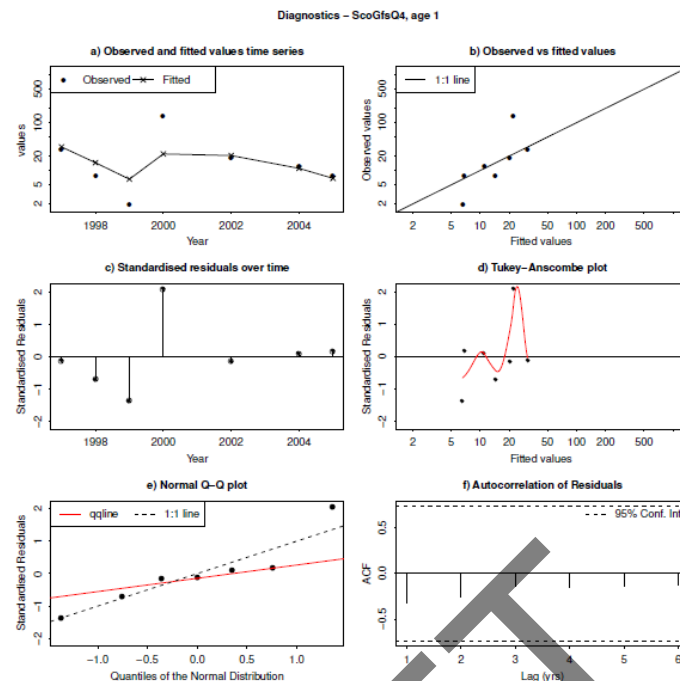 Diagnostics – ScoGfsQ4, age 1
a) Observed and fitted values time series
b) Observed vs fitted values
Observed Fitted
1:1 line
values
500
100
20
5
2
1998 2000 2002 2004
Year
Observed values
500
100
20
5
2
2 5 10 20 50 100 200 500
Fitted values
c) Standardised residuals over time
d) Tukey–Anscombe plot
Standardised Residuals
2
1
0
−1
−2
1998 2000 2002 2004
Year
Standardised Residuals
2
1
0
−1
−2
2 5 10 20 50 100 200 500
Fitted values
e) Normal Q–Q plot
f) Autocorrelation of Residuals
qqline 1:1 line
95% Conf. Int
Standardised Residuals
2
1
0
−1
−2
−1.0 −0.5 0.0 0.5 1.0
Quantiles of the Normal Distribution
ACF
0.5
0.0
−0.5
1 2 3 4 5 6
Lag (yrs)